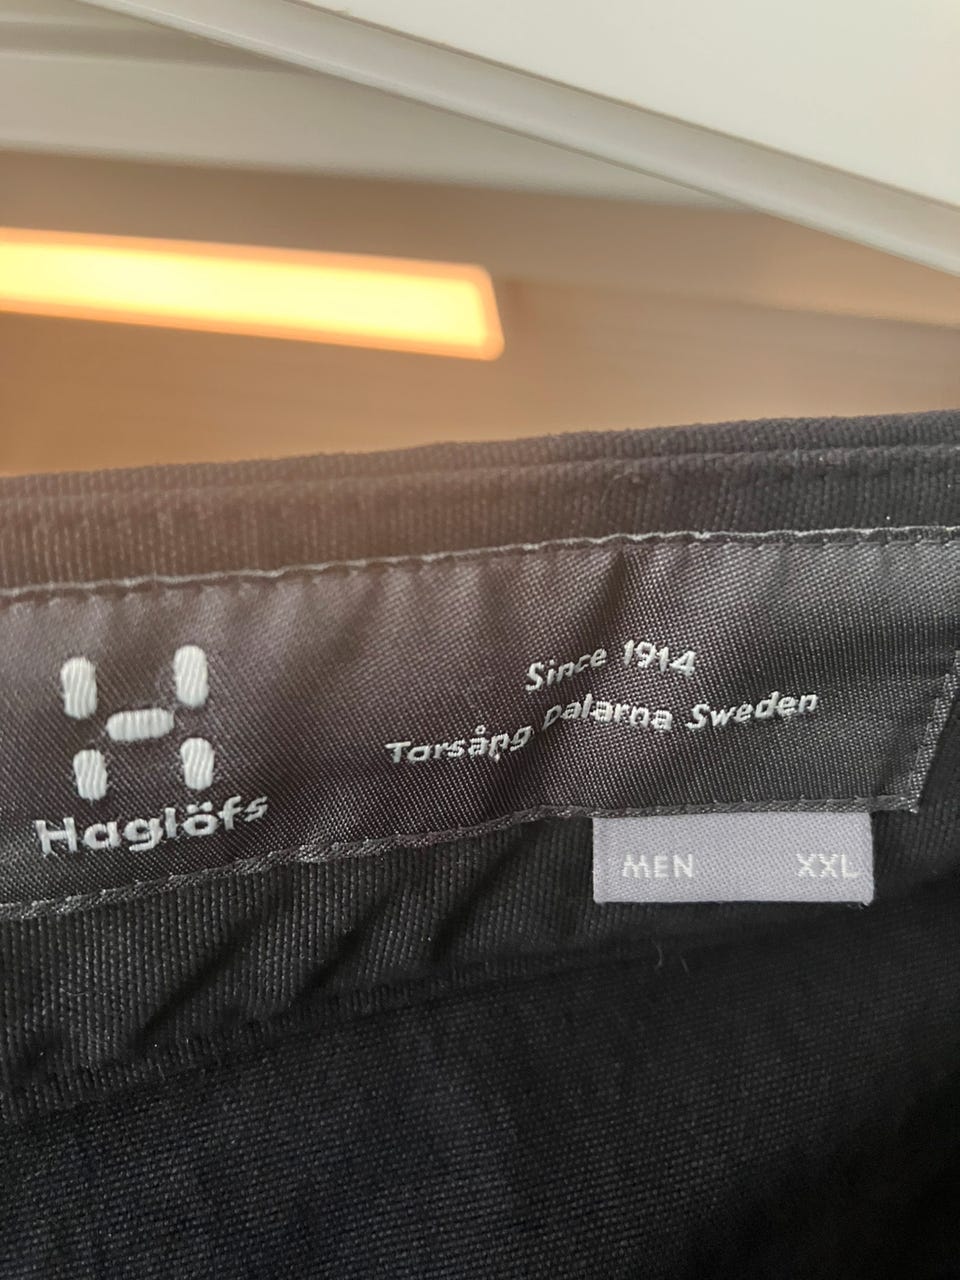 Haglöfs
Since 1914
Torsång Dalarna Sweden
MEN XXL